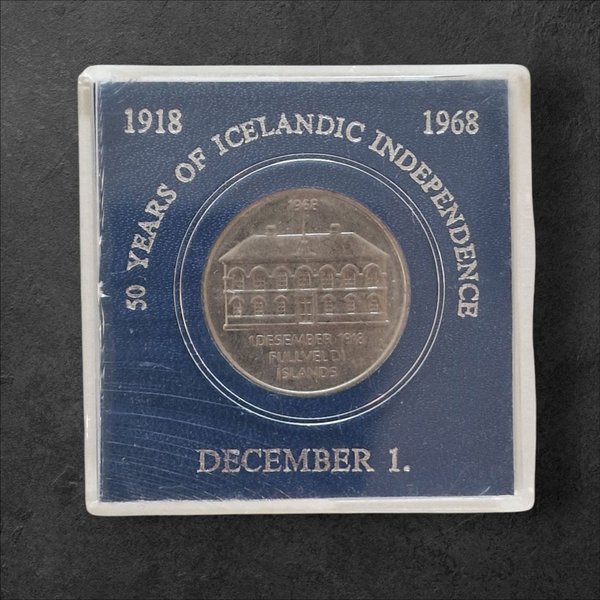 1918 1968
50 YEARS OF ICELANDIC INDEPENDENCE
1968
1.DESEMBER 1918
FULLVELDI
ÍSLANDS
DECEMBER 1.